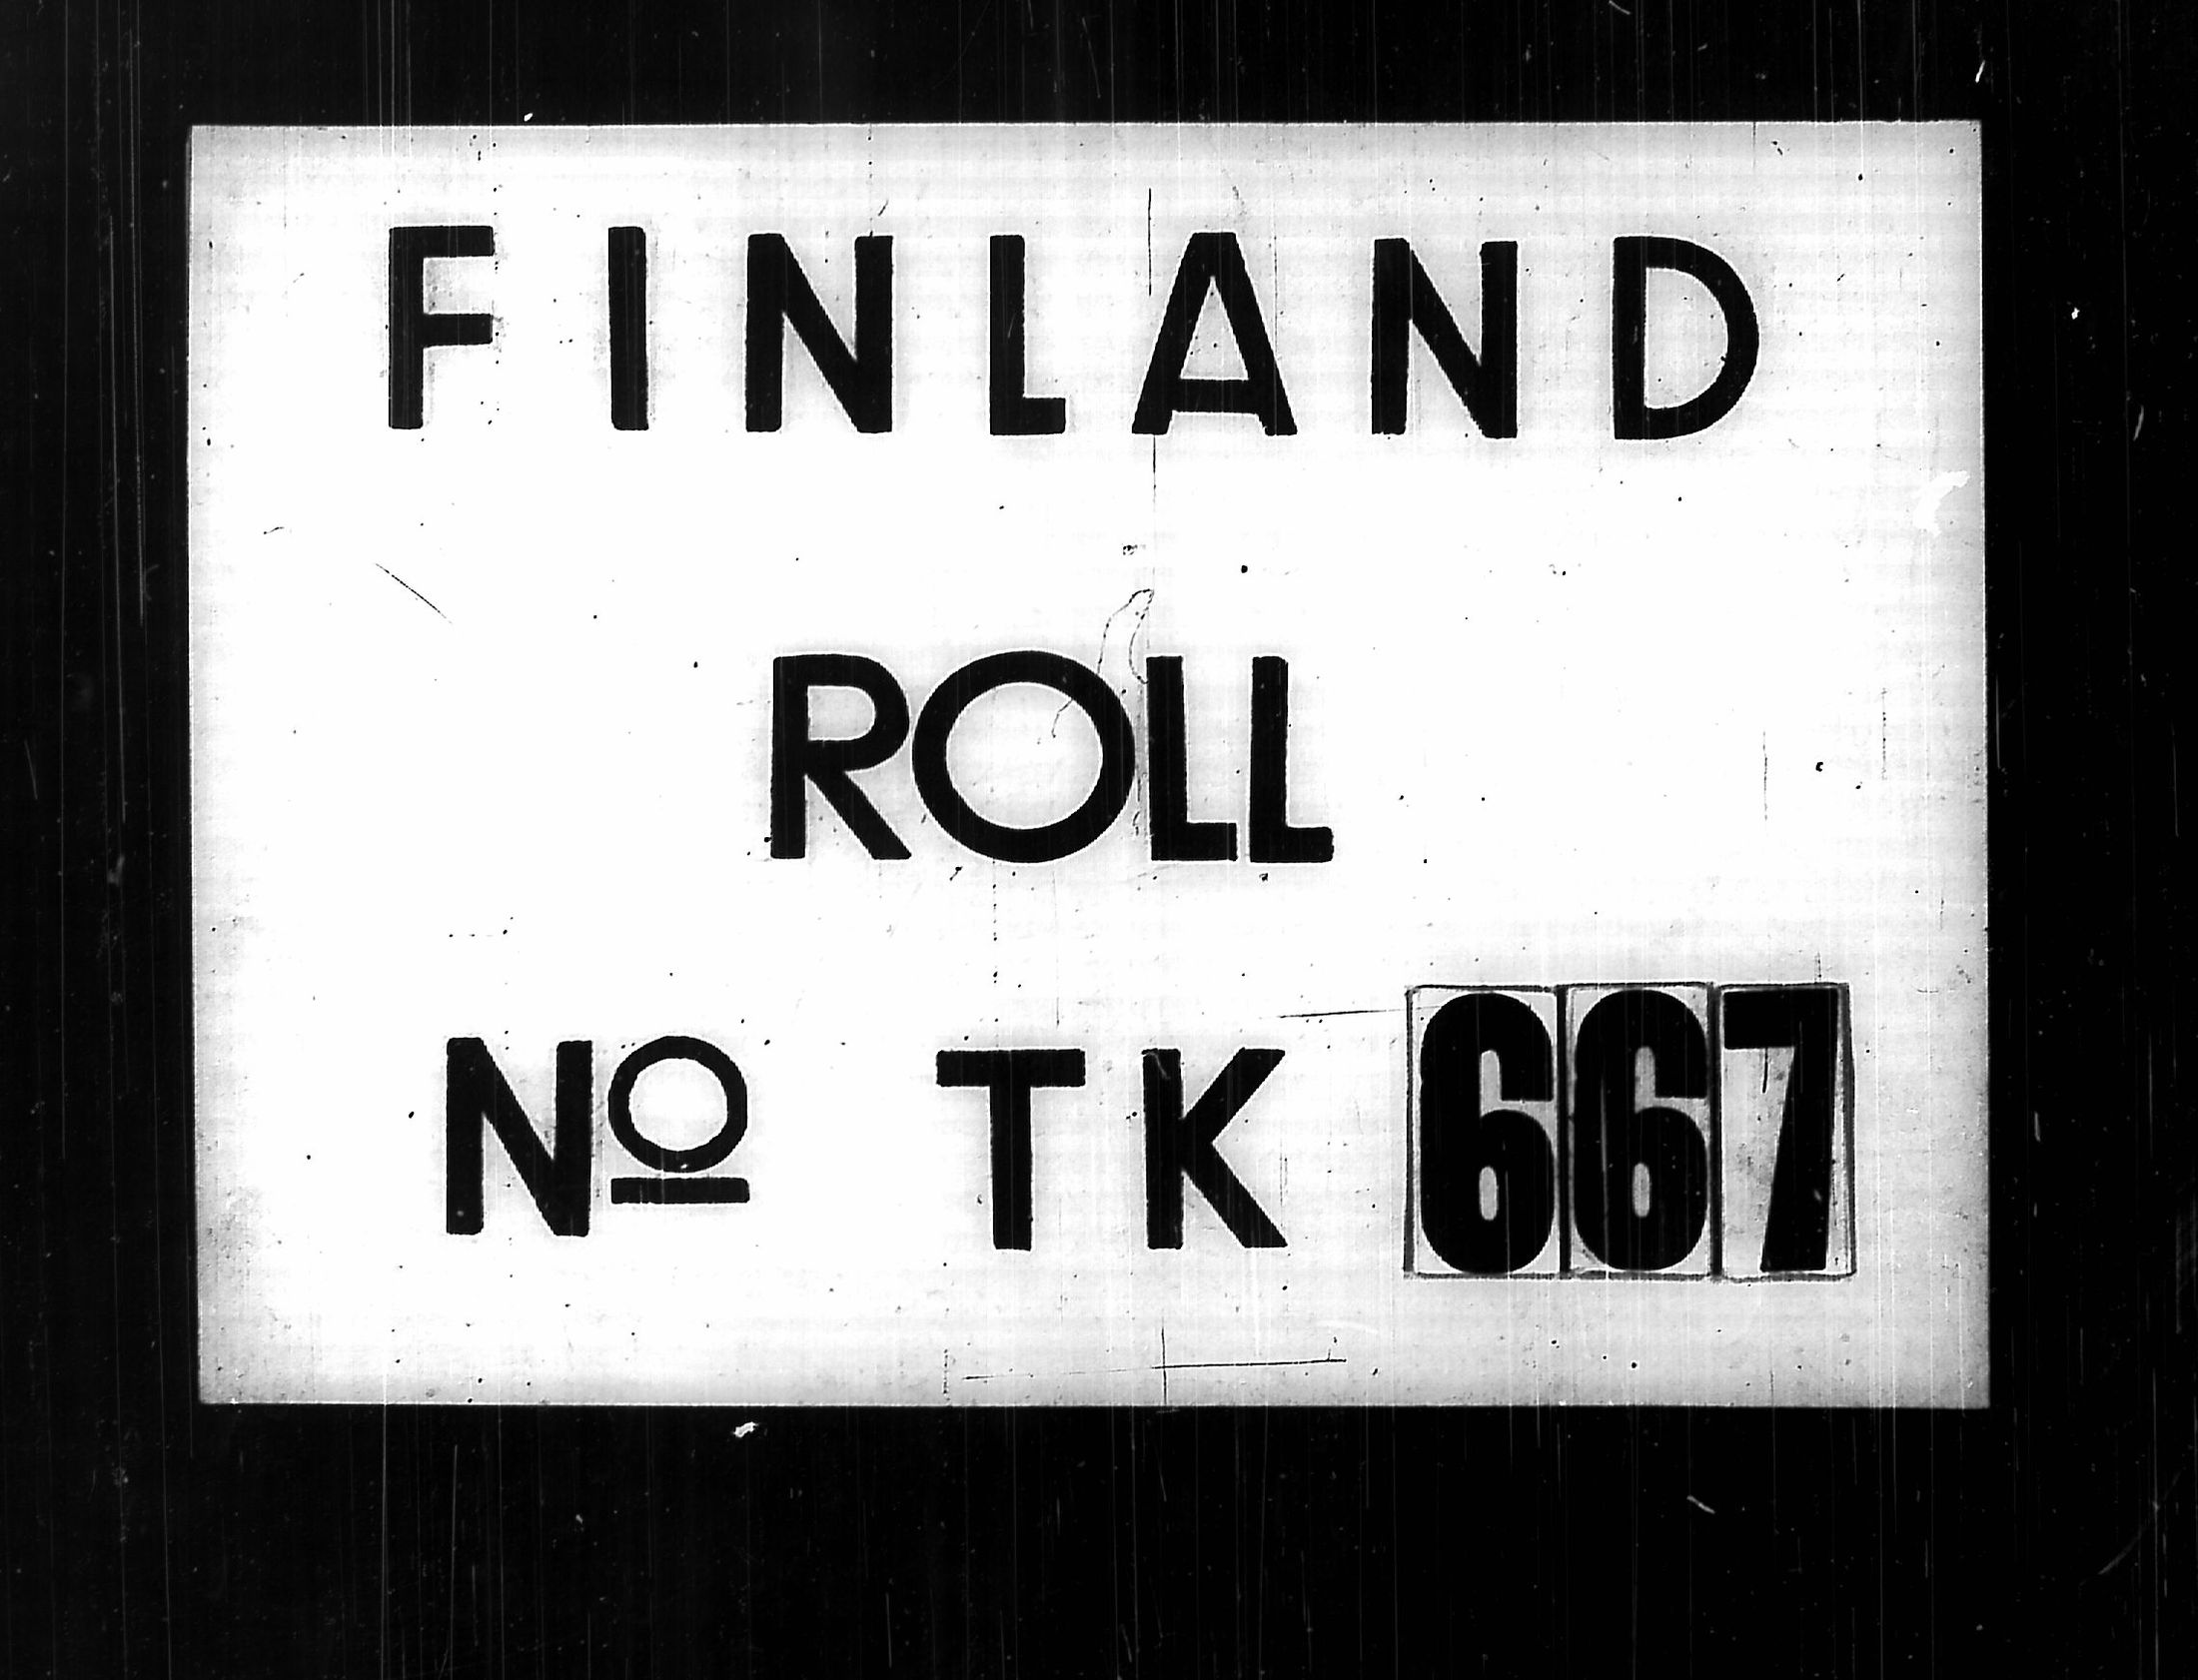 FINLAND
ROLL
Nº TK 667